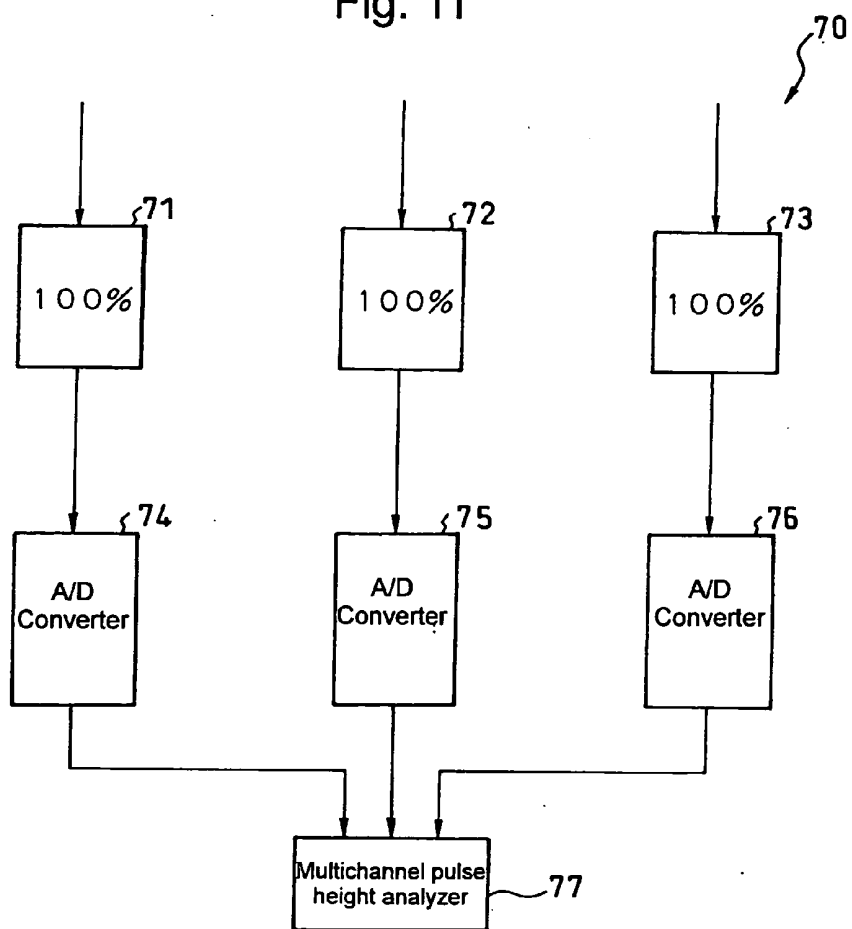 Fig. 11
70
71
72
73
100%
100%
100%
74
75
76
A/D
Converter
A/D
Converter
A/D
Converter
Multichannel pulse
height analyzer
77